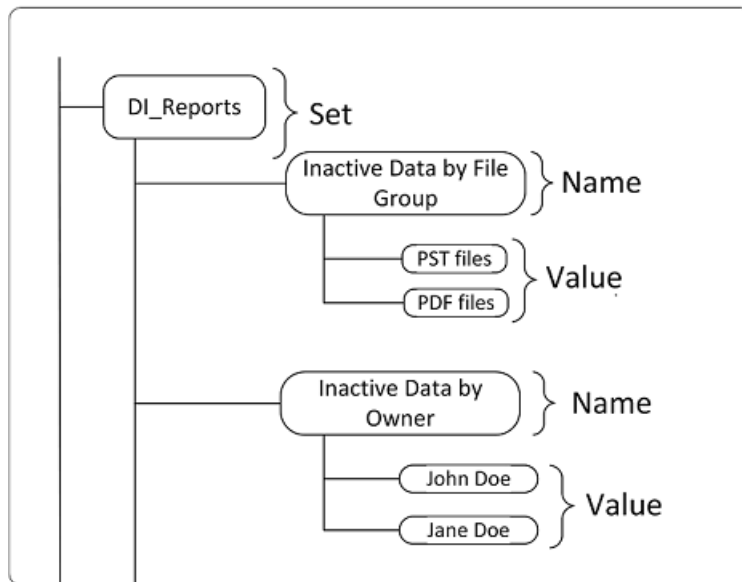 DI_Reports
Set
Inactive Data by File
Group
Name
PST files
PDF files
Value
Inactive Data by
Owner
Name
John Doe
Jane Doe
Value